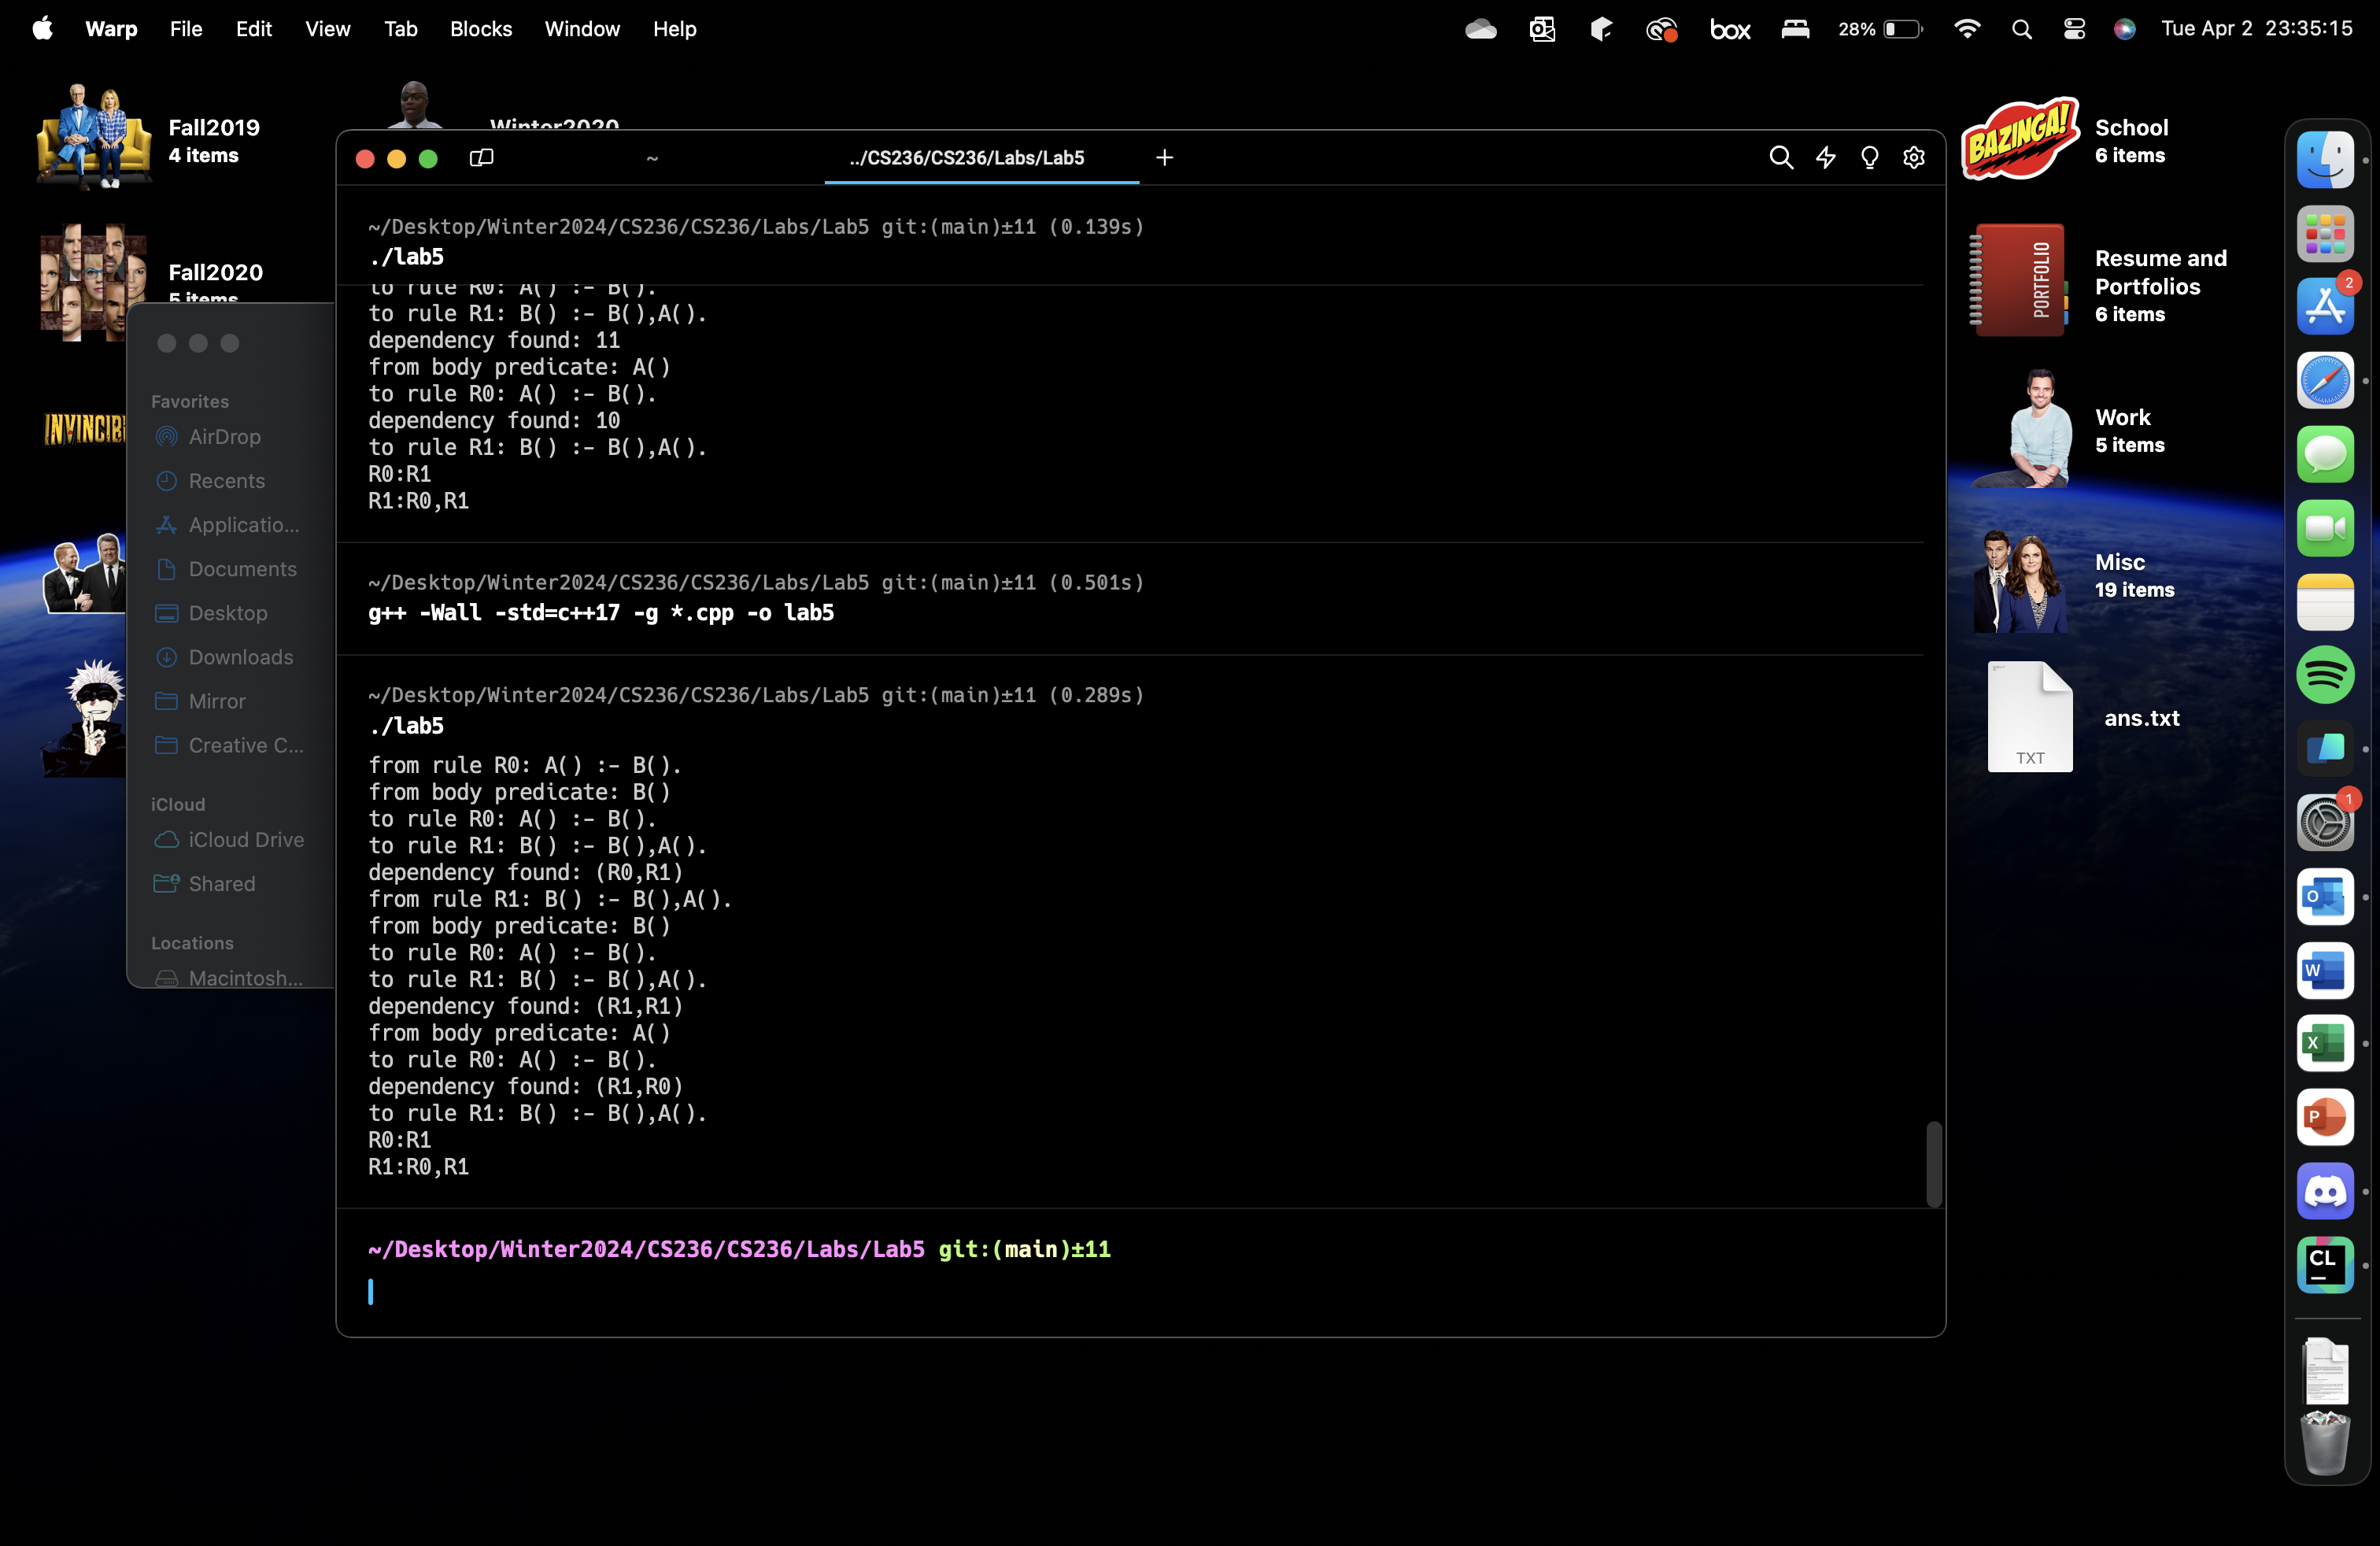 Warp File Edit View Tab Blocks Window Help
box 28% Tue Apr 2 23:35:15
Fall2019
4 items
Winter2020
Fall2020
5 items
INVINCIB
Favorites
AirDrop
Recents
Applicatio...
Documents
Desktop
Downloads
Mirror
Creative C...
iCloud
iCloud Drive
Shared
Locations
Macintosh...
~
../CS236/CS236/Labs/Lab5
+
~/Desktop/Winter2024/CS236/CS236/Labs/Lab5 git:(main)±11 (0.139s)
./lab5
to rule R0: A() :- B().
to rule R1: B() :- B(),A().
dependency found: 11
from body predicate: A()
to rule R0: A() :- B().
dependency found: 10
to rule R1: B() :- B(),A().
R0:R1
R1:R0,R1
~/Desktop/Winter2024/CS236/CS236/Labs/Lab5 git:(main)±11 (0.501s)
g++ -Wall -std=c++17 -g *.cpp -o lab5
~/Desktop/Winter2024/CS236/CS236/Labs/Lab5 git:(main)±11 (0.289s)
./lab5
from rule R0: A() :- B().
from body predicate: B()
to rule R0: A() :- B().
to rule R1: B() :- B(),A().
dependency found: (R0,R1)
from rule R1: B() :- B(),A().
from body predicate: B()
to rule R0: A() :- B().
to rule R1: B() :- B(),A().
dependency found: (R1,R1)
from body predicate: A()
to rule R0: A() :- B().
dependency found: (R1,R0)
to rule R1: B() :- B(),A().
R0:R1
R1:R0,R1
~/Desktop/Winter2024/CS236/CS236/Labs/Lab5 git:(main)±11
BAZINGA!
School
6 items
PORTFOLIO
Resume and
Portfolios
6 items
Work
5 items
Misc
19 items
TXT
ans.txt
2
1
O
W
X
P
CL